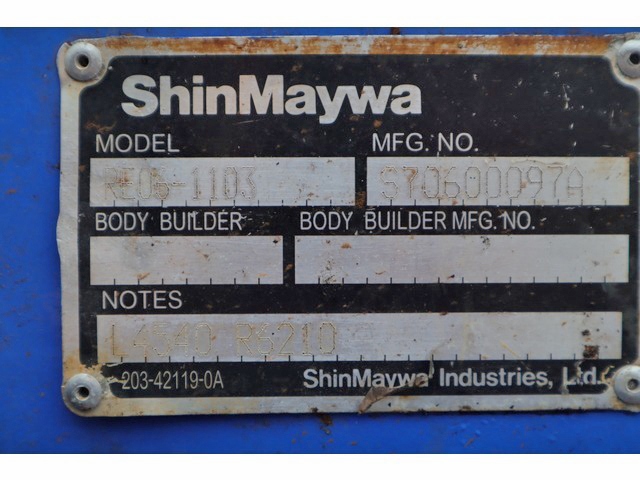 ShinMaywa
MODEL MFG. NO.
RE06-1103 S70600097A
BODY BUILDER BODY BUILDER MFG. NO.
NOTES
L4540 R6210
203-42119-0A ShinMaywa Industries, Ltd.